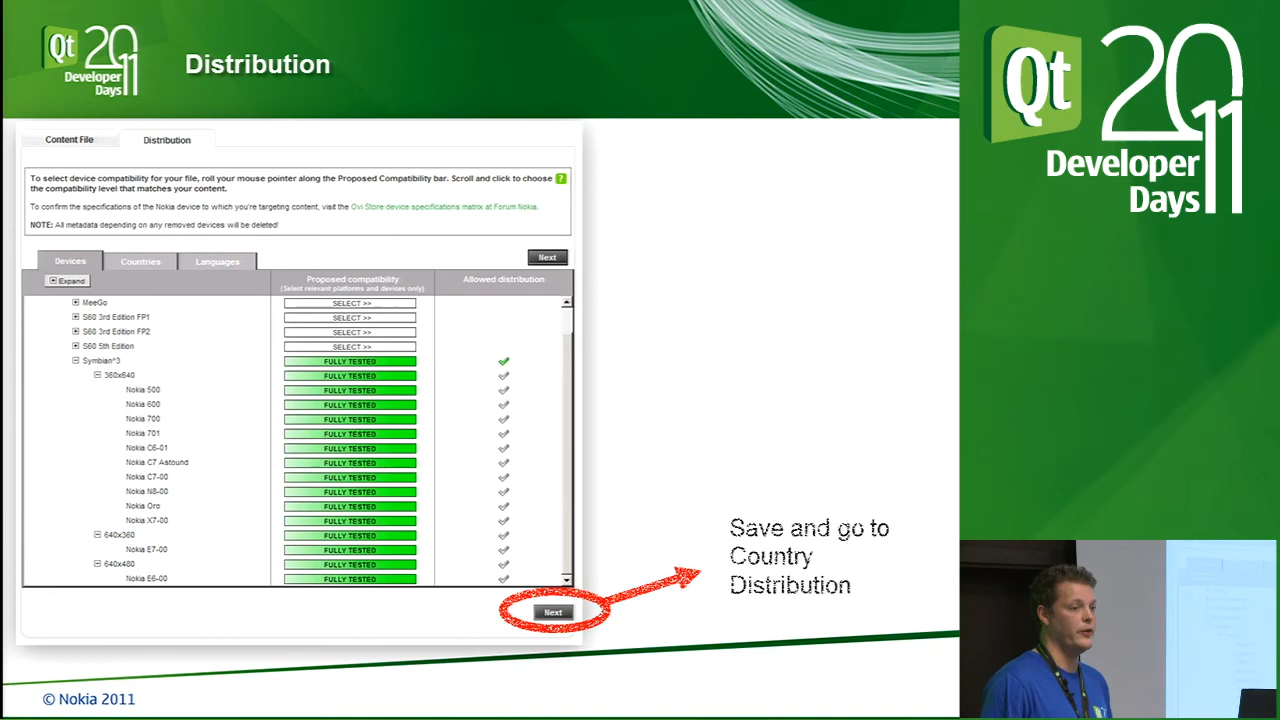 Qt 2011
Developer
Days
Distribution
Content File
Distribution
To select device compatibility for your file, roll your mouse pointer along the Proposed Compatibility bar. Scroll and click to choose
the compatibility level that matches your content.
?
To confirm the specifications of the Nokia device to which you're targeting content, visit the Ovi Store device specifications matrix at Forum Nokia.
NOTE: All metadata depending on any removed devices will be deleted!
Devices
Countries
Languages
Next
Expand
Proposed compatibility
(Select relevant platforms and devices only)
Allowed distribution
MeeGo SELECT >>
S60 3rd Edition FP1 SELECT >>
S60 3rd Edition FP2 SELECT >>
S60 5th Edition SELECT >>
Symbian^3 FULLY TESTED
360x640 FULLY TESTED
Nokia 500 FULLY TESTED
Nokia 600 FULLY TESTED
Nokia 700 FULLY TESTED
Nokia 701 FULLY TESTED
Nokia C6-01 FULLY TESTED
Nokia C7 Astound FULLY TESTED
Nokia C7-00 FULLY TESTED
Nokia N8-00 FULLY TESTED
Nokia Oro FULLY TESTED
Nokia X7-00 FULLY TESTED
640x360 FULLY TESTED
Nokia E7-00 FULLY TESTED
640x480 FULLY TESTED
Nokia E6-00 FULLY TESTED
Next
Save and go to
Country
Distribution
© Nokia 2011
Qt 2011
Developer
Days